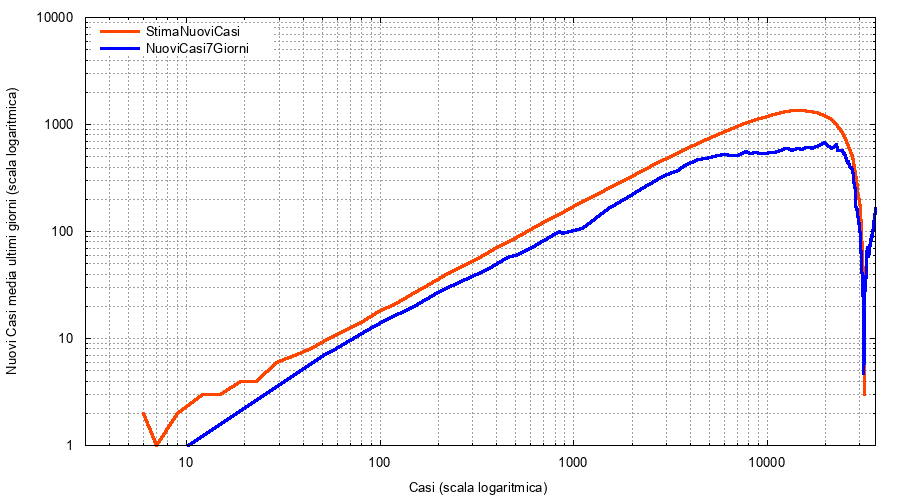 10000
1000
100
10
1
StimaNuoviCasi
NuoviCasi7Giorni
Nuovi Casi media ultimi giorni (scala logaritmica)
10 100 1000 10000
Casi (scala logaritmica)